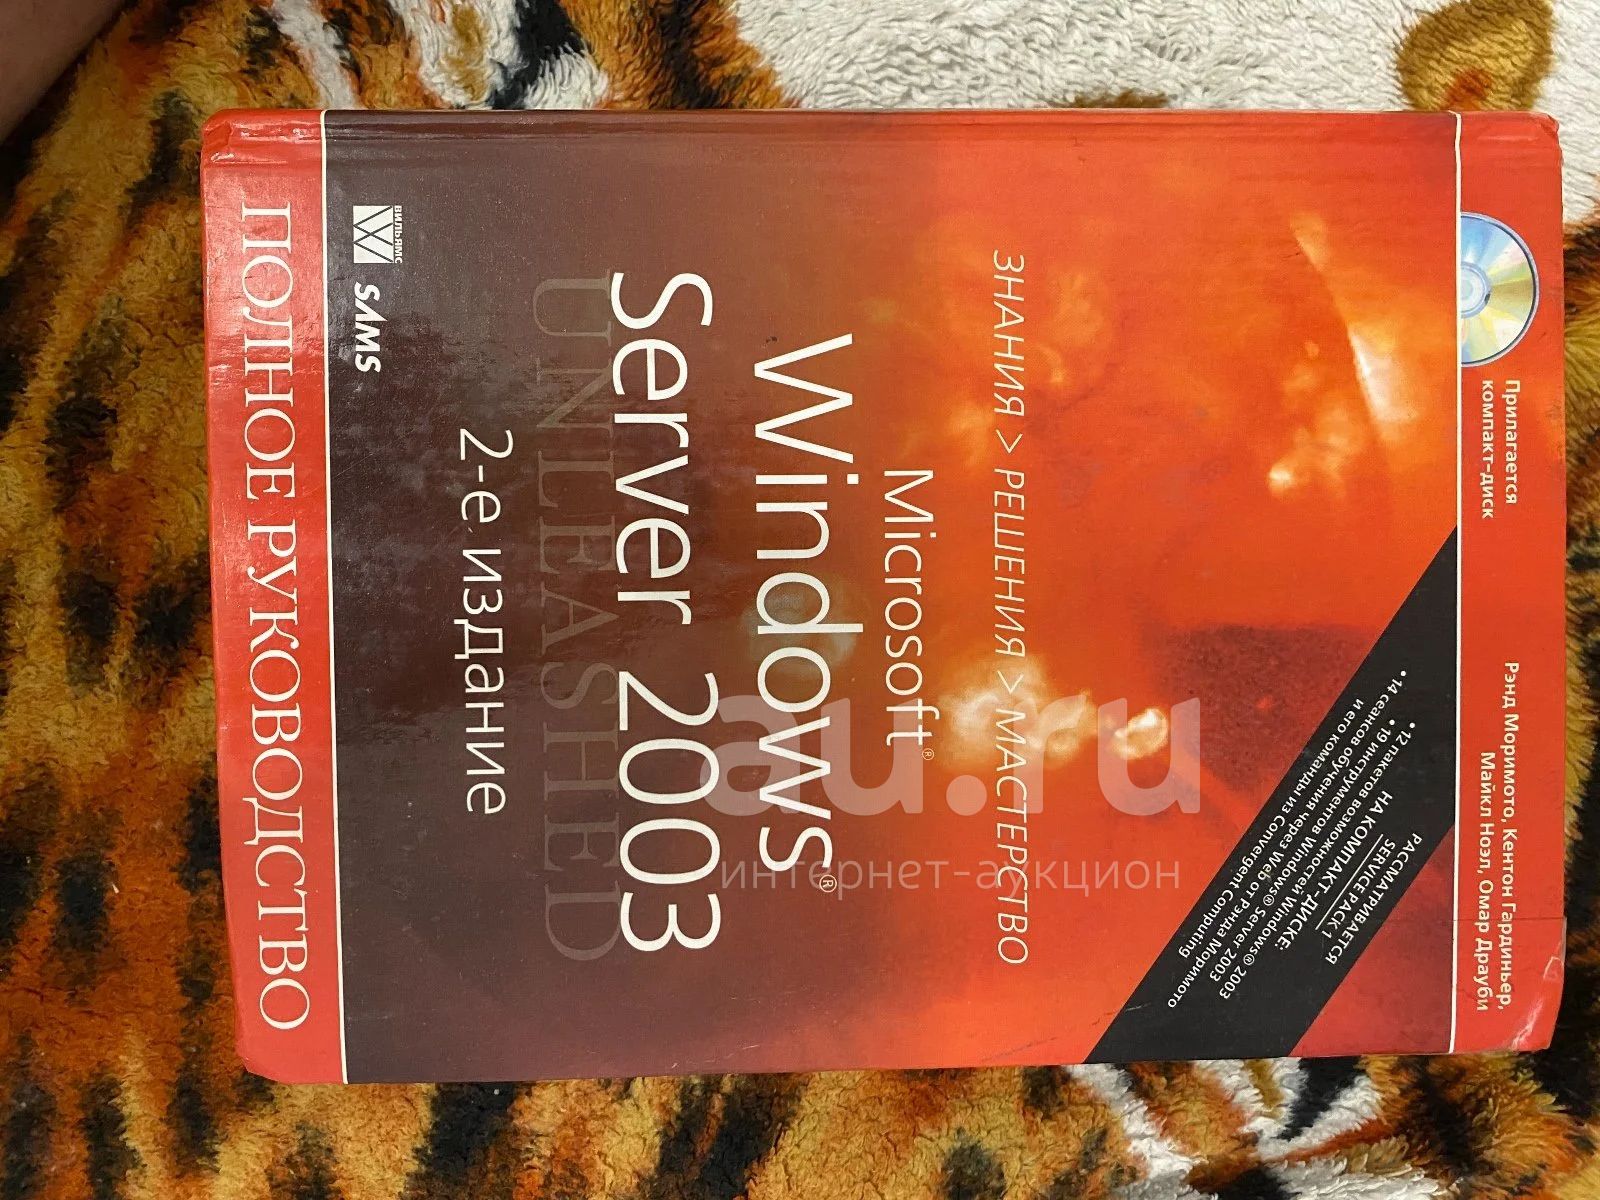 Прилагается
компакт-диск
Рэнд Моримото, Кентон Гардиньер,
Майкл Ноэл, Омар Драуби
РАССМАТРИВАЕТСЯ
SERVICE PACK 1
НА КОМПАКТ-ДИСКЕ:
• 12 пакетов возможностей Windows® 2003
• 19 инструментов Windows® Server 2003
• 14 сеансов обучения через Web от Рэнда Моримото
и его команды из Convergent Computing
ЗНАНИЯ > РЕШЕНИЯ > МАСТЕРСТВО
Microsoft®
Windows®
Server 2003
UNLEASHED
2-е издание
ВИЛЬЯМС
SAMS
ПОЛНОЕ РУКОВОДСТВО
au.ru
интернет-аукцион